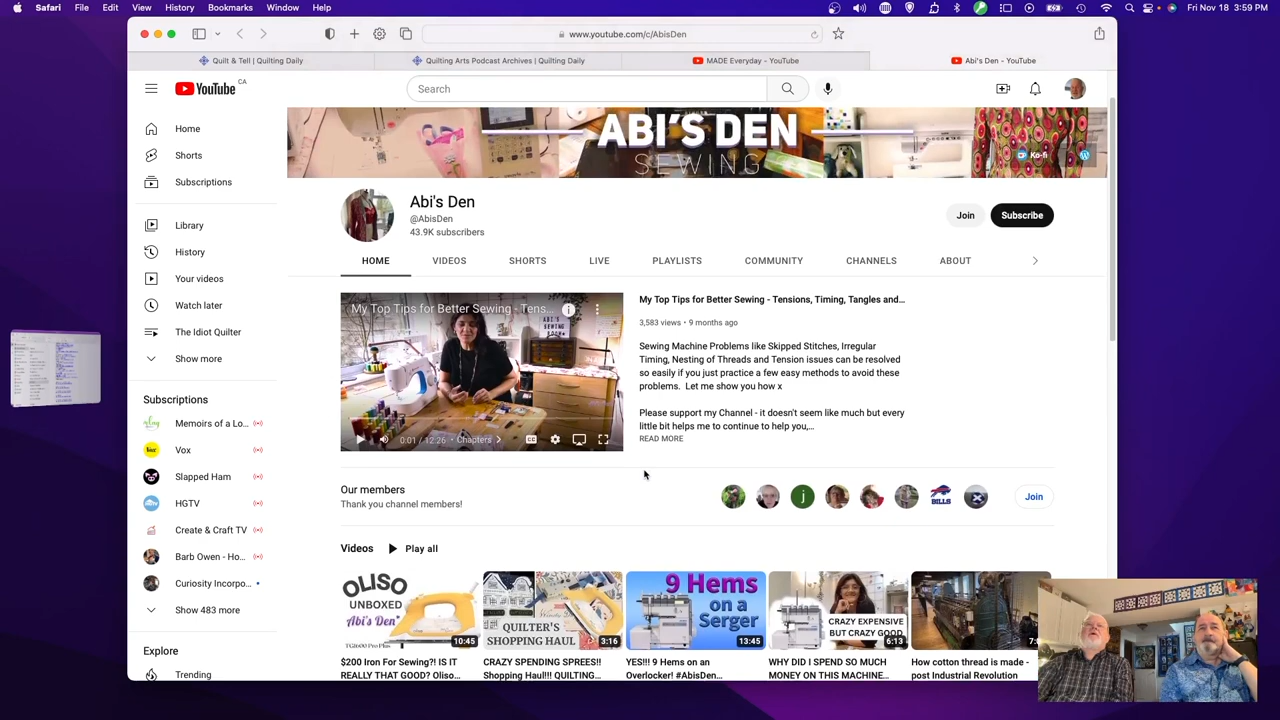 Safari File Edit View History Bookmarks Window Help
Fri Nov 18 3:59 PM
www.youtube.com/c/AbisDen
Quilt & Tell | Quilting Daily
Quilting Arts Podcast Archives | Quilting Daily
MADE Everyday - YouTube
Abi's Den - YouTube
YouTube CA
Search
Home
Shorts
Subscriptions
Library
History
Your videos
Watch later
The Idiot Quilter
Show more
Subscriptions
Memoirs of a Lo...
Vox
Slapped Ham
HGTV
Create & Craft TV
Barb Owen - Ho...
Curiosity Incorpo...
Show 483 more
Explore
Trending
ABI'S DEN
SEWING
Ko-fi
Abi's Den
@AbisDen
43.9K subscribers
Join
Subscribe
HOME VIDEOS SHORTS LIVE PLAYLISTS COMMUNITY CHANNELS ABOUT
My Top Tips for Better Sewing - Tens...
0:01 / 12:26 • Chapters
My Top Tips for Better Sewing - Tensions, Timing, Tangles and...
3,583 views • 9 months ago
Sewing Machine Problems like Skipped Stitches, Irregular
Timing, Nesting of Threads and Tension issues can be resolved
so easily if you just practice a few easy methods to avoid these
problems. Let me show you how x
Please support my Channel - it doesn't seem like much but every
little bit helps me to continue to help you,...
READ MORE
Our members
Thank you channel members!
j
BILLS
Join
Videos Play all
OLISO
UNBOXED
Abi's Den
10:45
$200 Iron For Sewing?! IS IT
REALLY THAT GOOD? Oliso...
QUILTER'S
SHOPPING HAUL
3:16
CRAZY SPENDING SPREES!!
Shopping Haul!!! QUILTING...
9 Hems
on a
Serger
13:45
YES!!! 9 Hems on an
Overlocker! #AbisDen...
CRAZY EXPENSIVE
BUT CRAZY GOOD
6:13
WHY DID I SPEND SO MUCH
MONEY ON THIS MACHINE...
How cotton thread is made -
post Industrial Revolution